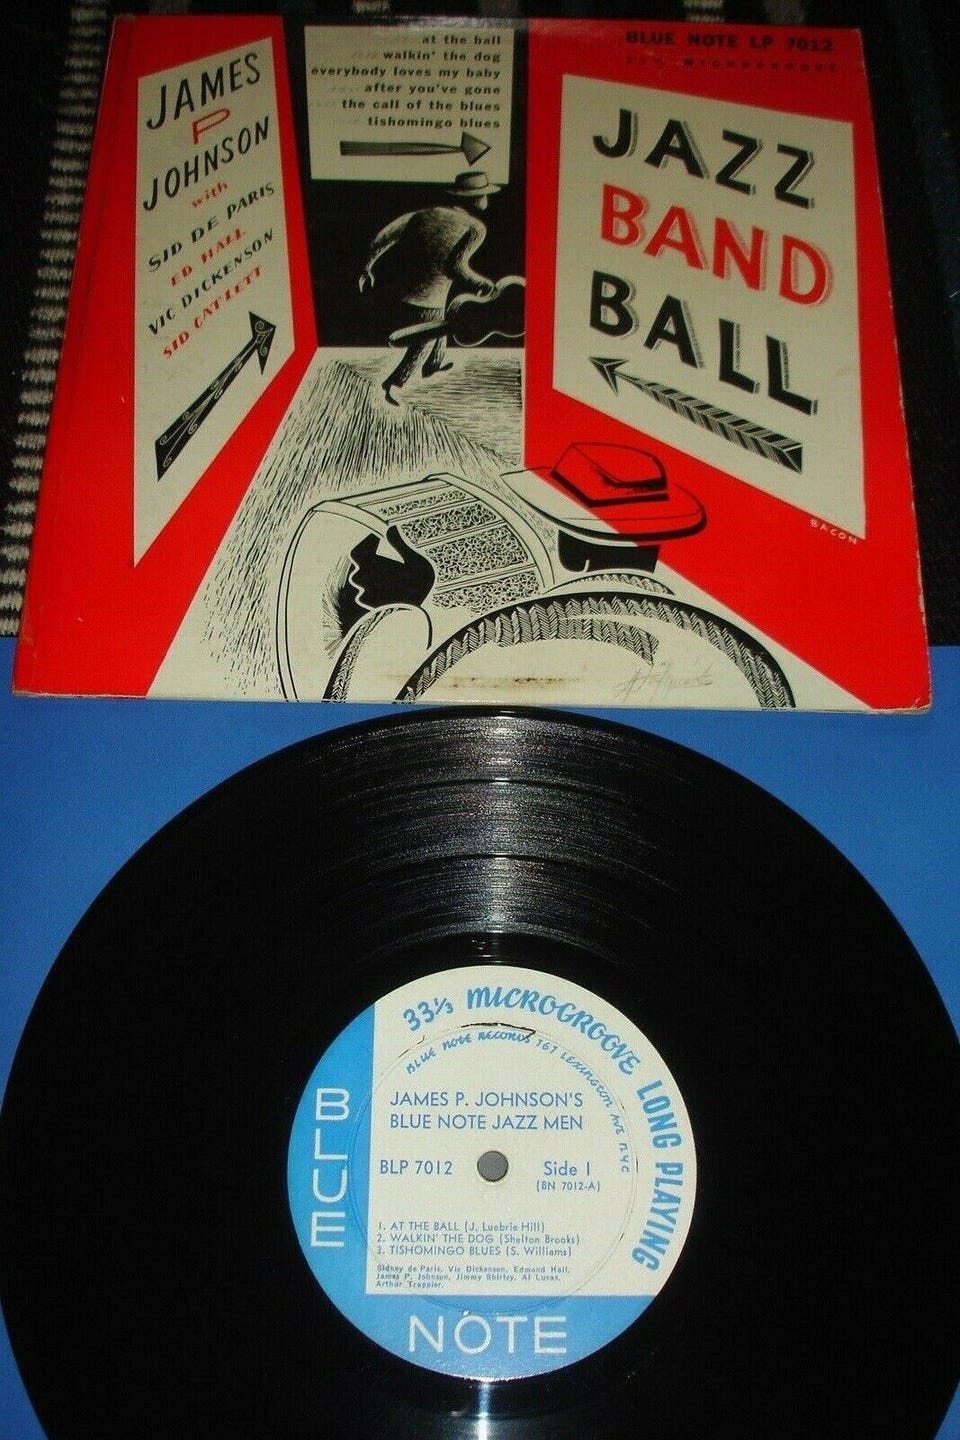 JAMES
P
JOHNSON
with
SID DE PARIS
ED HALL
VIC DICKENSON
SID CATLETT
at the ball
walkin' the dog
everybody loves my baby
after you've gone
the call of the blues
tishomingo blues
BLUE NOTE LP 7012
33⅓ MICROGROOVE
JAZZ
BAND
BALL
BACON
33⅓ MICROGROOVE LONG PLAYING
BLUE NOTE RECORDS 767 LEXINGTON AVE NYC
JAMES P. JOHNSON'S
BLUE NOTE JAZZ MEN
BLP 7012
Side 1
(BN 7012-A)
1. AT THE BALL (J. Luebrie Hill)
2. WALKIN' THE DOG (Shelton Brooks)
3. TISHOMINGO BLUES (S. Williams)
Sidney de Paris, Vic Dickenson, Edmond Hall,
James P. Johnson, Jimmy Shirley, Al Lucas,
Arthur Trappier.
BLUE
NOTE